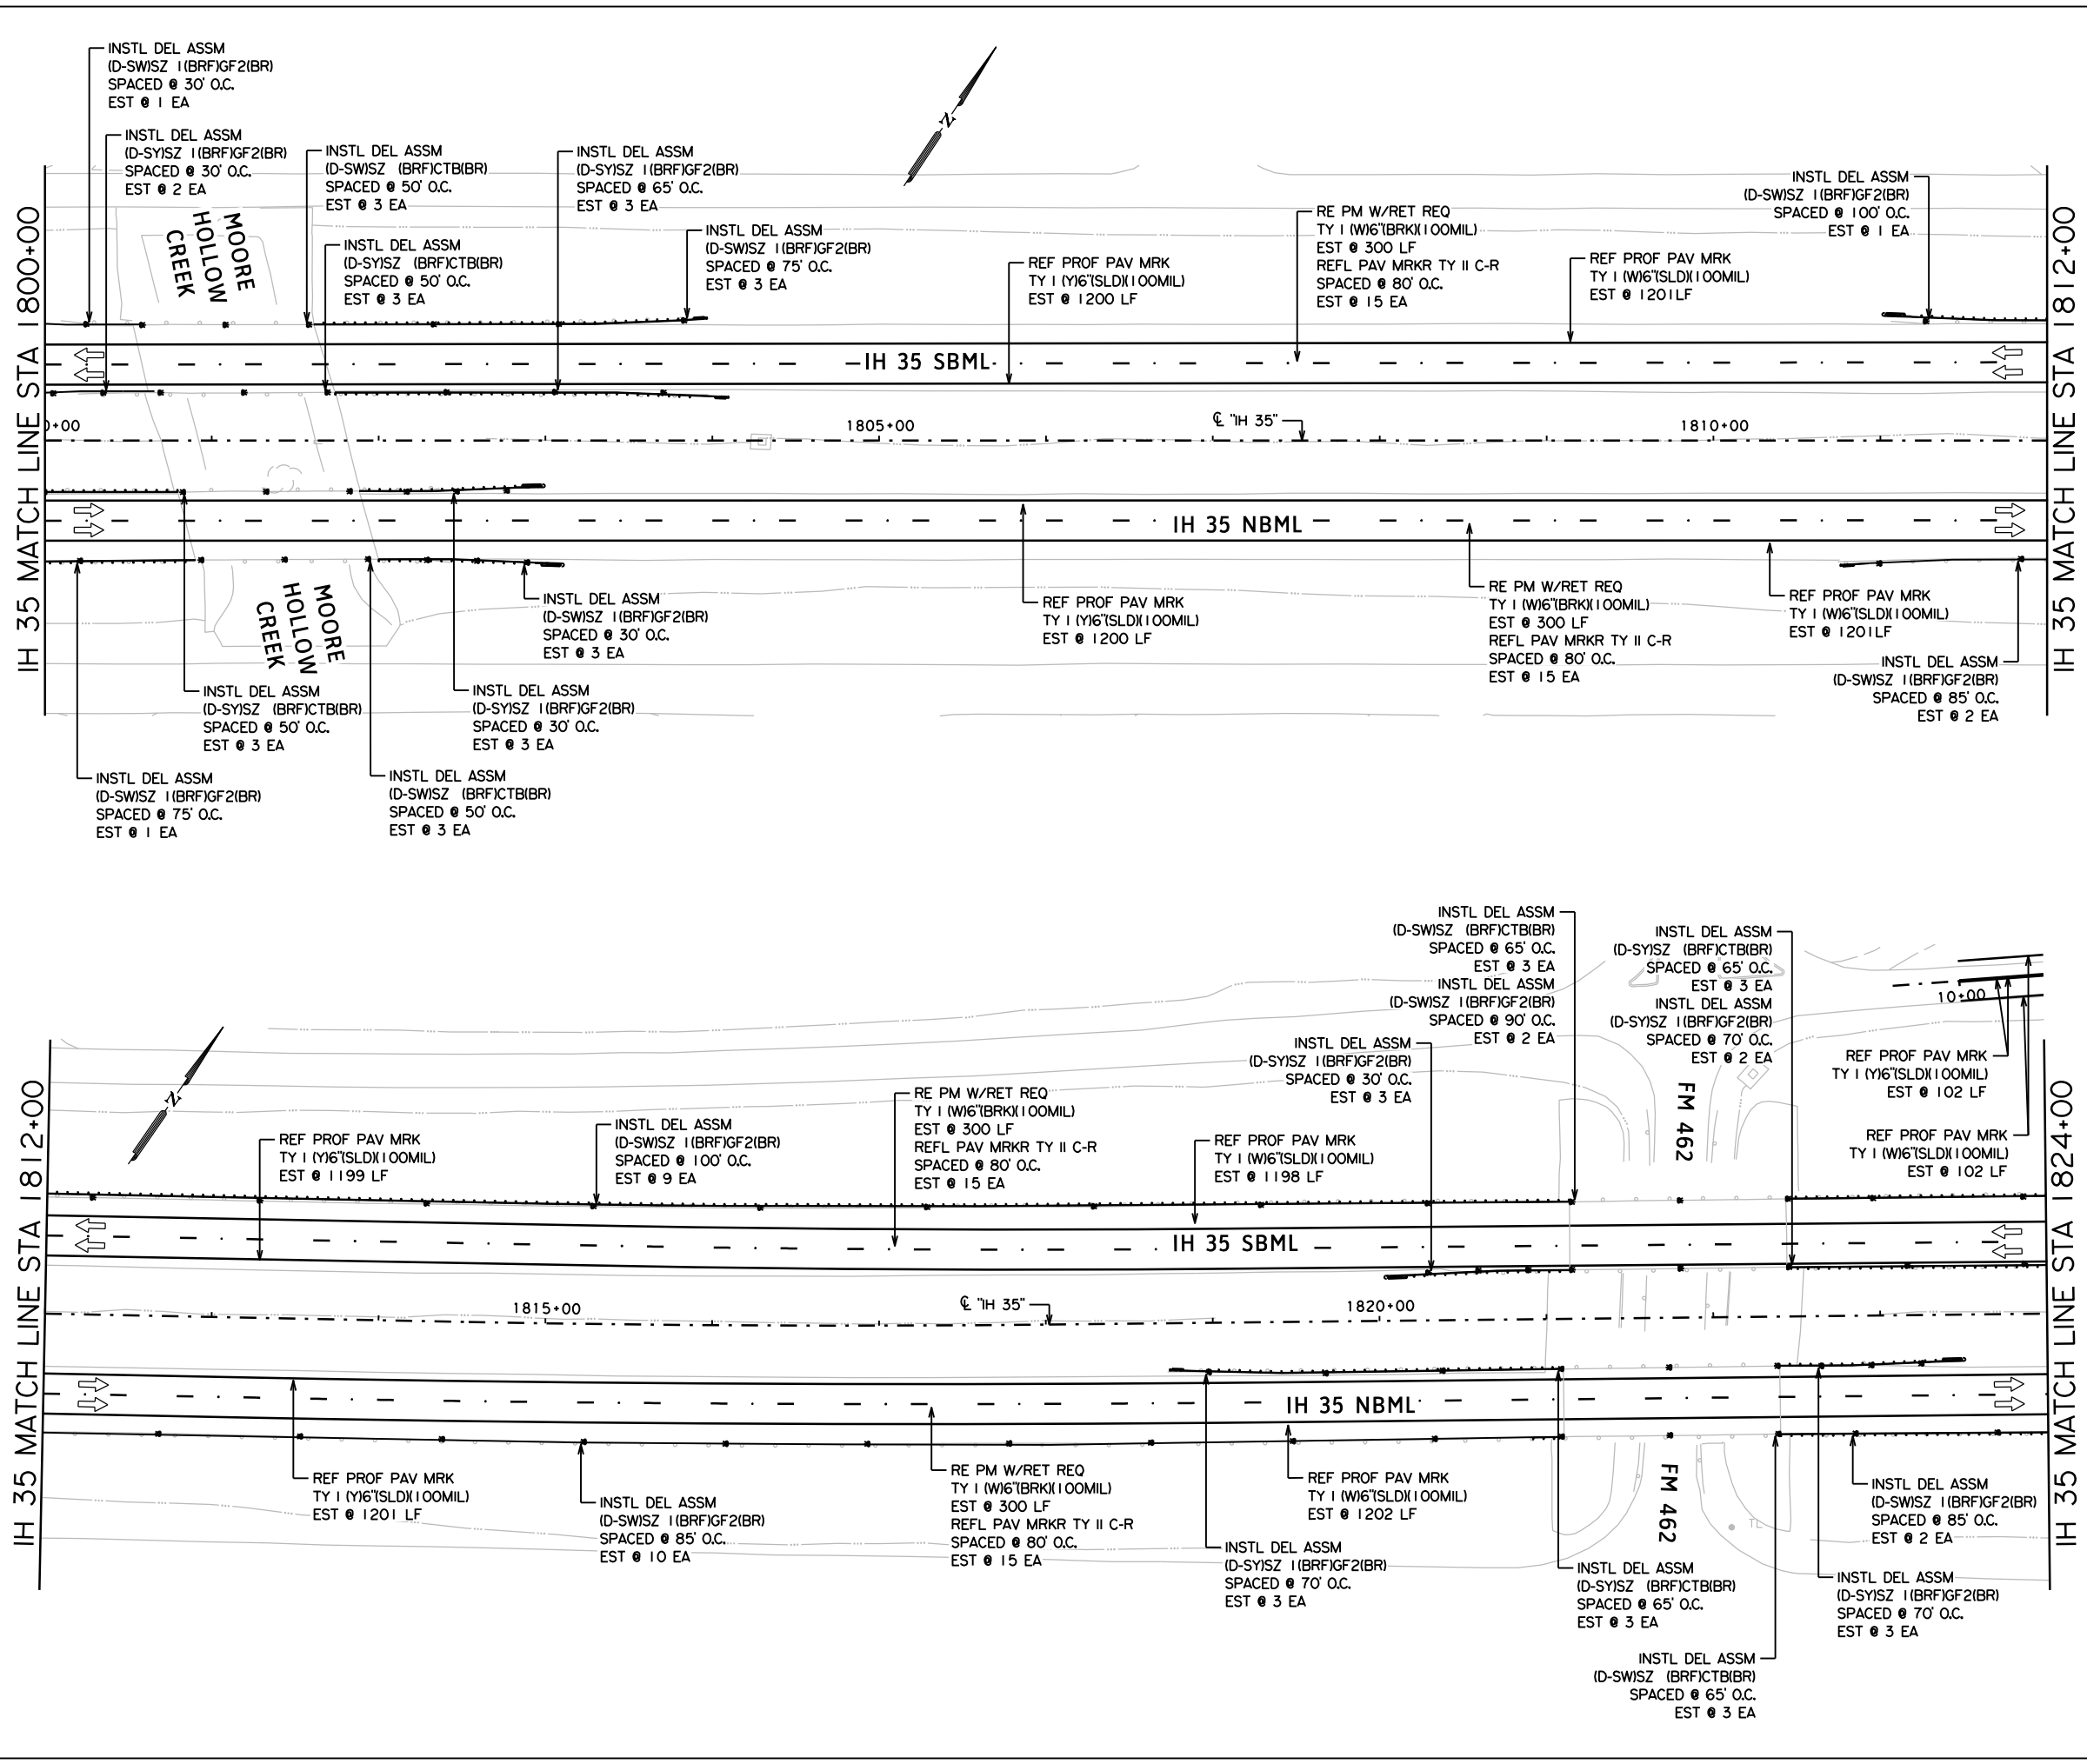 INSTL DEL ASSM
(D-SW)SZ 1(BRF)GF2(BR)
SPACED @ 30' O.C.
EST @ 1 EA
INSTL DEL ASSM
(D-SY)SZ 1(BRF)GF2(BR)
SPACED @ 30' O.C.
EST @ 2 EA
INSTL DEL ASSM
(D-SW)SZ (BRF)CTB(BR)
SPACED @ 50' O.C.
EST @ 3 EA
INSTL DEL ASSM
(D-SY)SZ 1(BRF)GF2(BR)
SPACED @ 65' O.C.
EST @ 3 EA
INSTL DEL ASSM
(D-SY)SZ (BRF)CTB(BR)
SPACED @ 50' O.C.
EST @ 3 EA
INSTL DEL ASSM
(D-SW)SZ 1(BRF)GF2(BR)
SPACED @ 75' O.C.
EST @ 3 EA
N
REF PROF PAV MRK
TY I (Y)6"(SLD)(100MIL)
EST @ 1200 LF
RE PM W/RET REQ
TY I (W)6"(BRK)(100MIL)
EST @ 300 LF
REFL PAV MRKR TY II C-R
SPACED @ 80' O.C.
EST @ 15 EA
REF PROF PAV MRK
TY I (W)6"(SLD)(100MIL)
EST @ 1201LF
INSTL DEL ASSM
(D-SW)SZ 1(BRF)GF2(BR)
SPACED @ 100' O.C.
EST @ 1 EA
MOORE
HOLLOW
CREEK
IH 35 MATCH LINE STA 1800+00
IH 35 MATCH LINE STA 1812+00
IH 35 SBML
0+00
1805+00
℄ "IH 35"
1810+00
IH 35 NBML
MOORE
HOLLOW
CREEK
INSTL DEL ASSM
(D-SW)SZ 1(BRF)GF2(BR)
SPACED @ 30' O.C.
EST @ 3 EA
REF PROF PAV MRK
TY I (Y)6"(SLD)(100MIL)
EST @ 1200 LF
RE PM W/RET REQ
TY I (W)6"(BRK)(100MIL)
EST @ 300 LF
REFL PAV MRKR TY II C-R
SPACED @ 80' O.C.
EST @ 15 EA
REF PROF PAV MRK
TY I (W)6"(SLD)(100MIL)
EST @ 1201LF
INSTL DEL ASSM
(D-SW)SZ 1(BRF)GF2(BR)
SPACED @ 85' O.C.
EST @ 2 EA
INSTL DEL ASSM
(D-SY)SZ (BRF)CTB(BR)
SPACED @ 50' O.C.
EST @ 3 EA
INSTL DEL ASSM
(D-SY)SZ 1(BRF)GF2(BR)
SPACED @ 30' O.C.
EST @ 3 EA
INSTL DEL ASSM
(D-SW)SZ 1(BRF)GF2(BR)
SPACED @ 75' O.C.
EST @ 1 EA
INSTL DEL ASSM
(D-SW)SZ (BRF)CTB(BR)
SPACED @ 50' O.C.
EST @ 3 EA
INSTL DEL ASSM
(D-SW)SZ (BRF)CTB(BR)
SPACED @ 65' O.C.
EST @ 3 EA
INSTL DEL ASSM
(D-SW)SZ 1(BRF)GF2(BR)
SPACED @ 90' O.C.
EST @ 2 EA
INSTL DEL ASSM
(D-SY)SZ (BRF)CTB(BR)
SPACED @ 65' O.C.
EST @ 3 EA
INSTL DEL ASSM
(D-SY)SZ 1(BRF)GF2(BR)
SPACED @ 70' O.C.
EST @ 2 EA
10+00
INSTL DEL ASSM
(D-SY)SZ 1(BRF)GF2(BR)
SPACED @ 30' O.C.
EST @ 3 EA
REF PROF PAV MRK
TY I (Y)6"(SLD)(100MIL)
EST @ 102 LF
REF PROF PAV MRK
TY I (W)6"(SLD)(100MIL)
EST @ 102 LF
N
REF PROF PAV MRK
TY I (Y)6"(SLD)(100MIL)
EST @ 1199 LF
INSTL DEL ASSM
(D-SW)SZ 1(BRF)GF2(BR)
SPACED @ 100' O.C.
EST @ 9 EA
RE PM W/RET REQ
TY I (W)6"(BRK)(100MIL)
EST @ 300 LF
REFL PAV MRKR TY II C-R
SPACED @ 80' O.C.
EST @ 15 EA
REF PROF PAV MRK
TY I (W)6"(SLD)(100MIL)
EST @ 1198 LF
FM 462
IH 35 MATCH LINE STA 1812+00
IH 35 MATCH LINE STA 1824+00
IH 35 SBML
1815+00
℄ "IH 35"
1820+00
IH 35 NBML
FM 462
TL
REF PROF PAV MRK
TY I (Y)6"(SLD)(100MIL)
EST @ 1201 LF
INSTL DEL ASSM
(D-SW)SZ 1(BRF)GF2(BR)
SPACED @ 85' O.C.
EST @ 10 EA
RE PM W/RET REQ
TY I (W)6"(BRK)(100MIL)
EST @ 300 LF
REFL PAV MRKR TY II C-R
SPACED @ 80' O.C.
EST @ 15 EA
REF PROF PAV MRK
TY I (W)6"(SLD)(100MIL)
EST @ 1202 LF
INSTL DEL ASSM
(D-SY)SZ 1(BRF)GF2(BR)
SPACED @ 70' O.C.
EST @ 3 EA
INSTL DEL ASSM
(D-SY)SZ (BRF)CTB(BR)
SPACED @ 65' O.C.
EST @ 3 EA
INSTL DEL ASSM
(D-SW)SZ 1(BRF)GF2(BR)
SPACED @ 85' O.C.
EST @ 2 EA
INSTL DEL ASSM
(D-SY)SZ 1(BRF)GF2(BR)
SPACED @ 70' O.C.
EST @ 3 EA
INSTL DEL ASSM
(D-SW)SZ (BRF)CTB(BR)
SPACED @ 65' O.C.
EST @ 3 EA